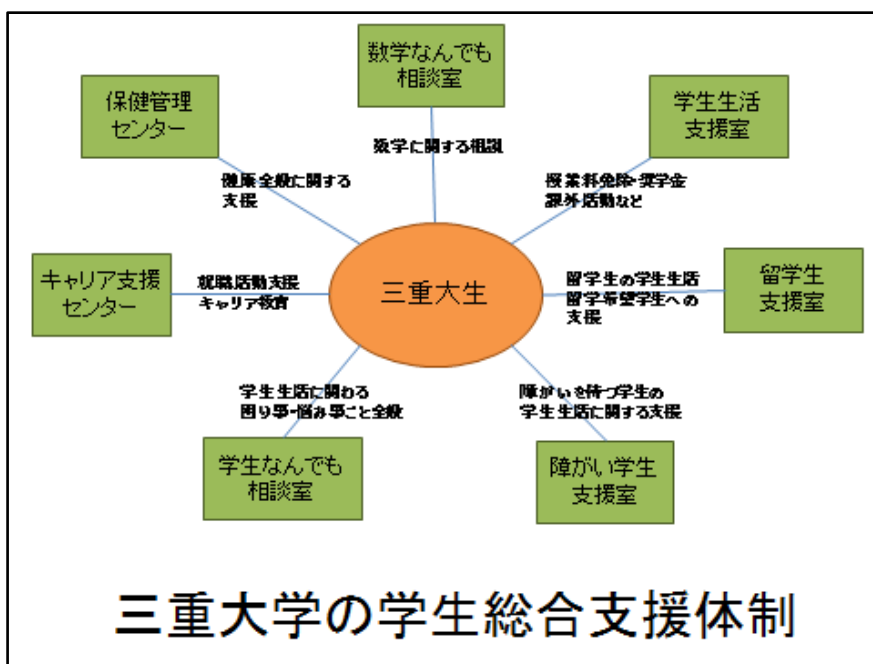 数学なんでも
相談室
保健管理
センター
学生生活
支援室
数学に関する相談
健康全般に関する
支援
授業料免除・奨学金
課外活動など
キャリア支援
センター
就職活動支援
キャリア教育
三重大生
留学生の学生生活
留学希望学生への
支援
留学生
支援室
学生生活に関わる
困り事・悩み事ごと全般
障がいを待つ学生の
学生生活に関する支援
学生なんでも
相談室
障がい学生
支援室
三重大学の学生総合支援体制